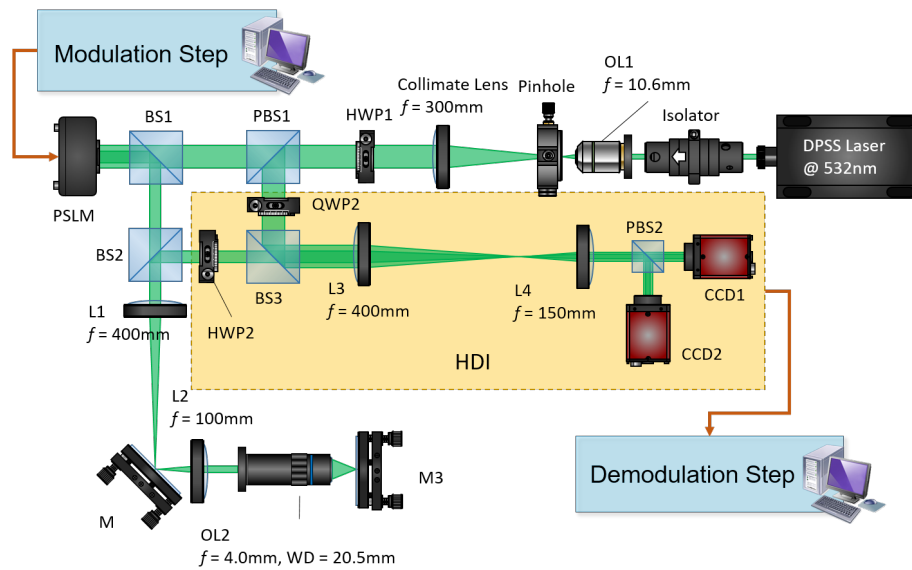 Modulation Step
OL1
f = 10.6mm
Collimate Lens
f = 300mm
Pinhole
Isolator
BS1
PBS1
HWP1
DPSS Laser
@ 532nm
PSLM
QWP2
PBS2
BS2
BS3
L3
f = 400mm
L4
f = 150mm
CCD1
L1
f = 400mm
HWP2
CCD2
HDI
L2
f = 100mm
M3
Demodulation Step
M
OL2
f = 4.0mm, WD = 20.5mm